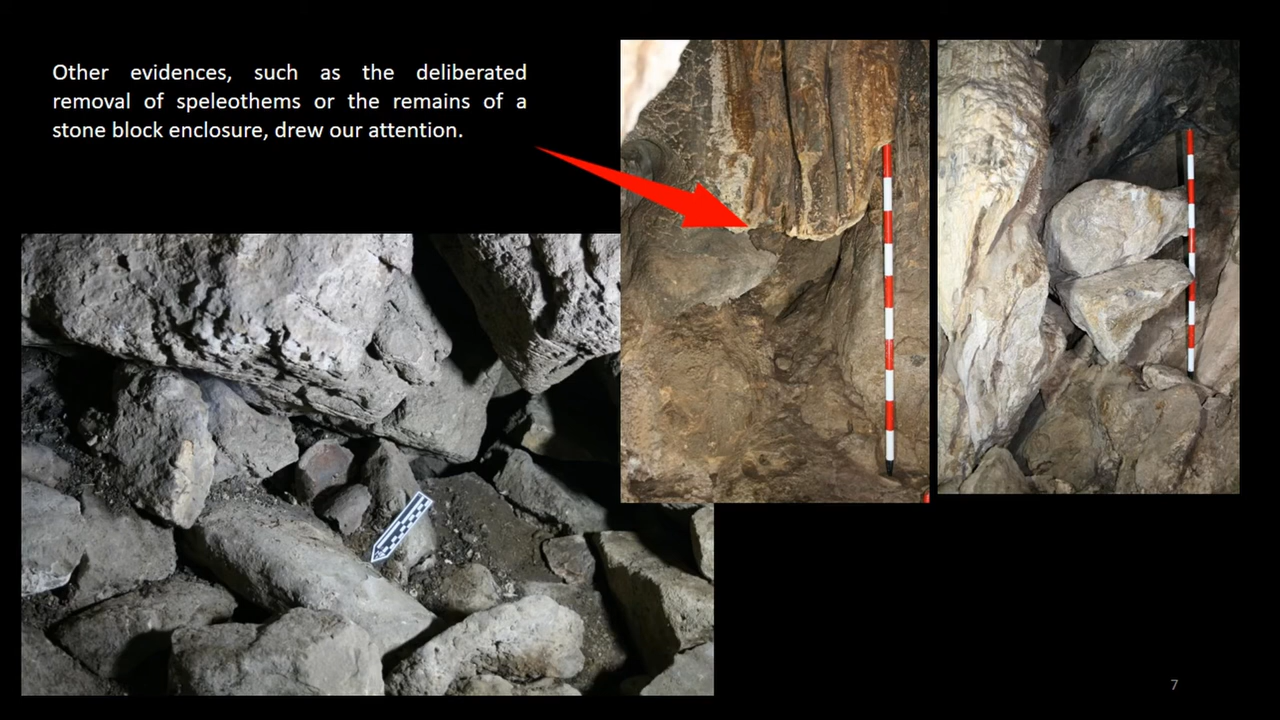 Other evidences, such as the deliberated
removal of speleothems or the remains of a
stone block enclosure, drew our attention.
7